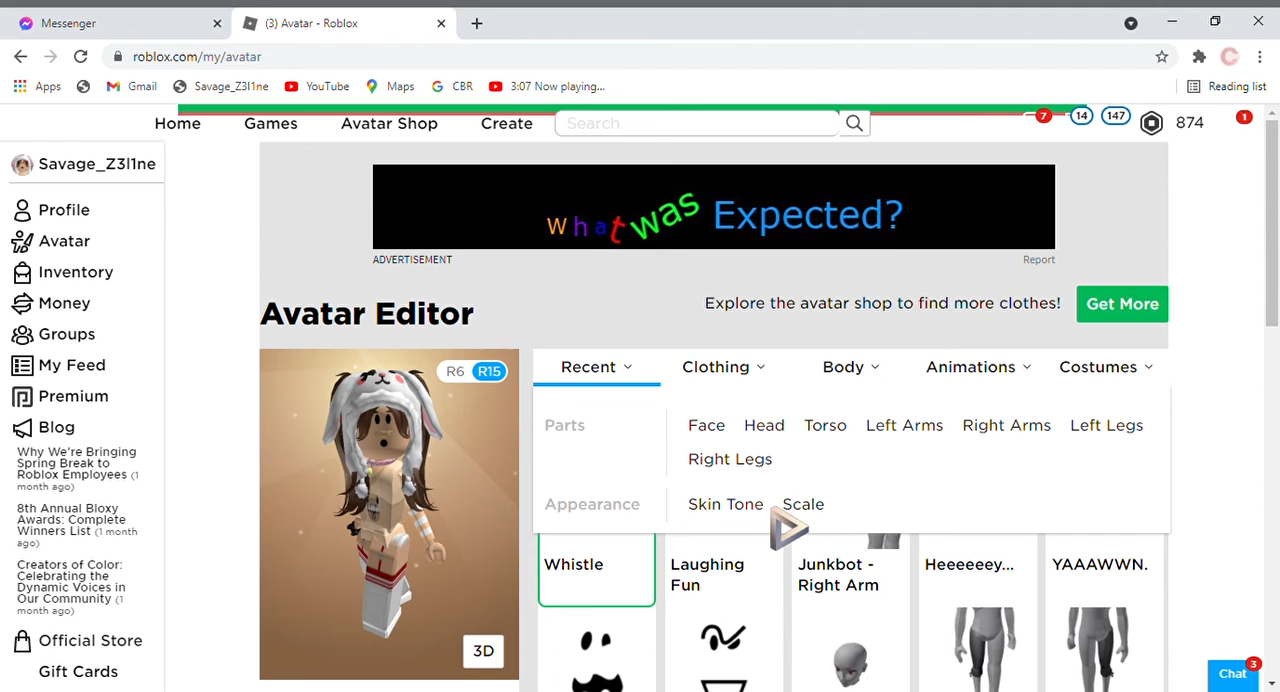 Messenger
(3) Avatar - Roblox
roblox.com/my/avatar
Apps
Gmail
Savage_Z3l1ne
YouTube
Maps
CBR
3:07 Now playing...
Reading list
Home Games Avatar Shop Create
Search
7
14
147
874
1
Savage_Z3l1ne
Profile
Avatar
Inventory
Money
Groups
My Feed
Premium
Blog
Why We're Bringing
Spring Break to
Roblox Employees (1
month ago)
8th Annual Bloxy
Awards: Complete
Winners List (1 month
ago)
Creators of Color:
Celebrating the
Dynamic Voices in
Our Community (1
month ago)
Official Store
Gift Cards
What was Expected?
ADVERTISEMENT
Report
Avatar Editor
Explore the avatar shop to find more clothes!
Get More
R6 R15
3D
Recent Clothing Body Animations Costumes
Parts
Face Head Torso Left Arms Right Arms Left Legs
Right Legs
Appearance
Skin Tone Scale
Whistle
Laughing
Fun
Junkbot -
Right Arm
Heeeeeey...
YAAAWWN.
Chat
3